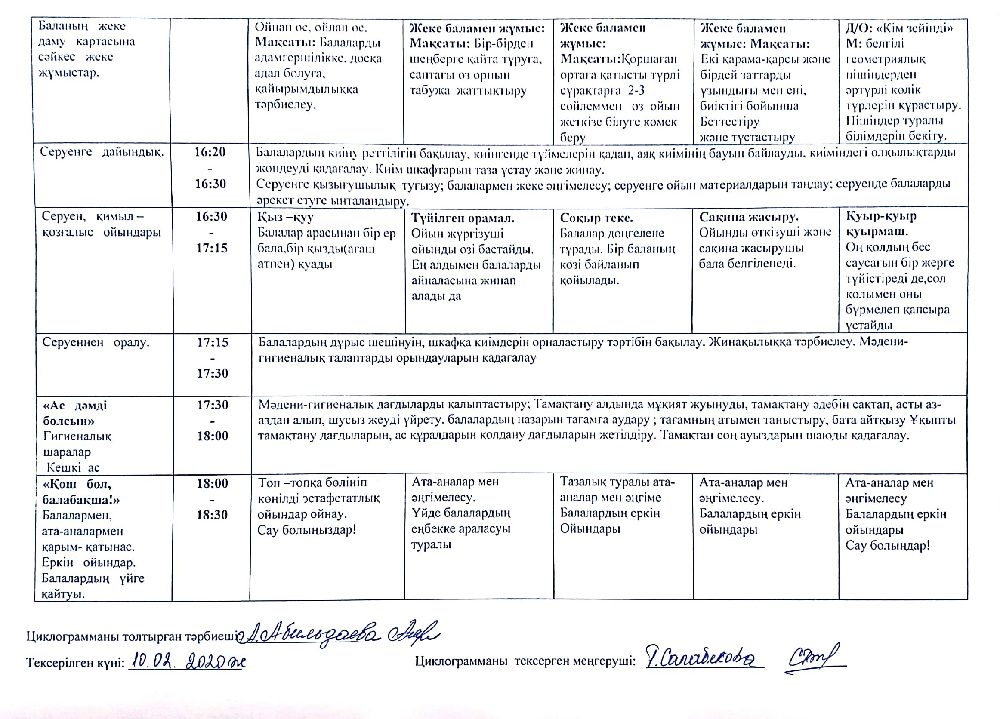 Баланың жеке
даму картасына
сәйкес жеке
жұмыстар.
Ойнап өс, ойлап өс.
Мақсаты: Балаларды
адамгершілікке, досқа
адал болуға,
қайырымдылыққа
тәрбиелеу.
Жеке баламен жұмыс:
Мақсаты: Бір-бірден
шеңберге қайта тұруға,
саптағы өз орнын
табужа жаттықтыру
Жеке баламен
жұмыс:
Мақсаты:Қоршаған
ортаға қатысты түрлі
сұрақтарға 2-3
сөйлеммен өз ойын
жеткізе білуге көмек
беру
Жеке баламен
жұмыс: Мақсаты:
Екі қарама-қарсы және
бірдей заттарды
ұзындығы мен ені,
биіктігі бойынша
Беттестіру
және тұстастыру
Д/О: «Кім зейінді»
М: белгілі
геометриялық
пішіндерден
әртүрлі көлік
түрлерін құрастыру.
Пішіндер туралы
білімдерін бекіту.
Серуенге дайындық.
16:20
-
16:30
Балалардың киіну реттілігін бақылау, киінгенде түймелерін қадап, аяқ киімінің бауын байлауды, киіміндегі олқылықтарды
жөндеуді қадағалау. Киім шкафтарын таза ұстау және жинау.
Серуенге қызығушылық туғызу; балалармен жеке әңгімелесу; серуенге ойын материалдарын таңдау; серуенде балаларды
әрекет етуге ынталандыру.
Серуен, қимыл –
қозғалыс ойындары
16:30
-
17:15
Қыз –қуу
Балалар арасынан бір ер
бала,бір қызды(ағаш
атпен) қуады
Түйілген орамал.
Ойын жүргізуші
ойынды өзі бастайды.
Ең алдымен балаларды
айналасына жинап
алады да
Соқыр теке.
Балалар дөңгелене
тұрады. Бір баланың
көзі байланып
қойылады.
Сақина жасыру.
Ойынды өткізуші және
сақина жасырушы
бала белгіленеді.
Қуыр-қуыр
қуырмаш.
Оң қолдың бес
саусағын бір жерге
түйістіреді де,сол
қолымен оны
бүрмелеп қапсыра
ұстайды
Серуеннен оралу.
17:15
-
17:30
Балалардың дұрыс шешінуін, шкафқа киімдерін орналастыру тәртібін бақылау. Жинақылыққа тәрбиелеу. Мәдени-
гигиеналық талаптарды орындауларын қадағалау
«Ас дәмді
болсын»
Гигиеналық
шаралар
Кешкі ас
17:30
-
18:00
Мәдени-гигиеналық дағдыларды қалыптастыру; Тамақтану алдында мұқият жуынуды, тамақтану әдебін сақтап, асты аз-
аздан алып, шусыз жеуді үйрету. балалардың назарын тағамға аудару ; тағамның атымен таныстыру, бата айтқызу Ұқыпты
тамақтану дағдыларын, ас құралдарын қолдану дағдыларын жетілдіру. Тамақтан соң ауыздарын шаюды қадағалау.
«Қош бол,
балабақша!»
Балалармен,
ата-аналармен
қарым- қатынас.
Еркін ойындар.
Балалардың үйге
қайтуы.
18:00
-
18:30
Топ –топқа бөлініп
көңілді эстафетатлық
ойындар ойнау.
Сау болыңыздар!
Ата-аналар мен
әңгімелесу.
Үйде балалардың
еңбекке араласуы
туралы
Тазалық туралы ата-
аналар мен әңгіме
Балалардың еркін
Ойындары
Ата-аналар мен
әңгімелесу.
Балалардың еркін
ойындары
Ата-аналар мен
әңгімелесу
Балалардың еркін
ойындары
Сау болыңдар!
Циклограмманы толтырған тәрбиеші А. Абильдаева
Тексерілген күні: 10.02. 2020ж
Циклограмманы тексерген меңгеруші: Г.Сапабекова